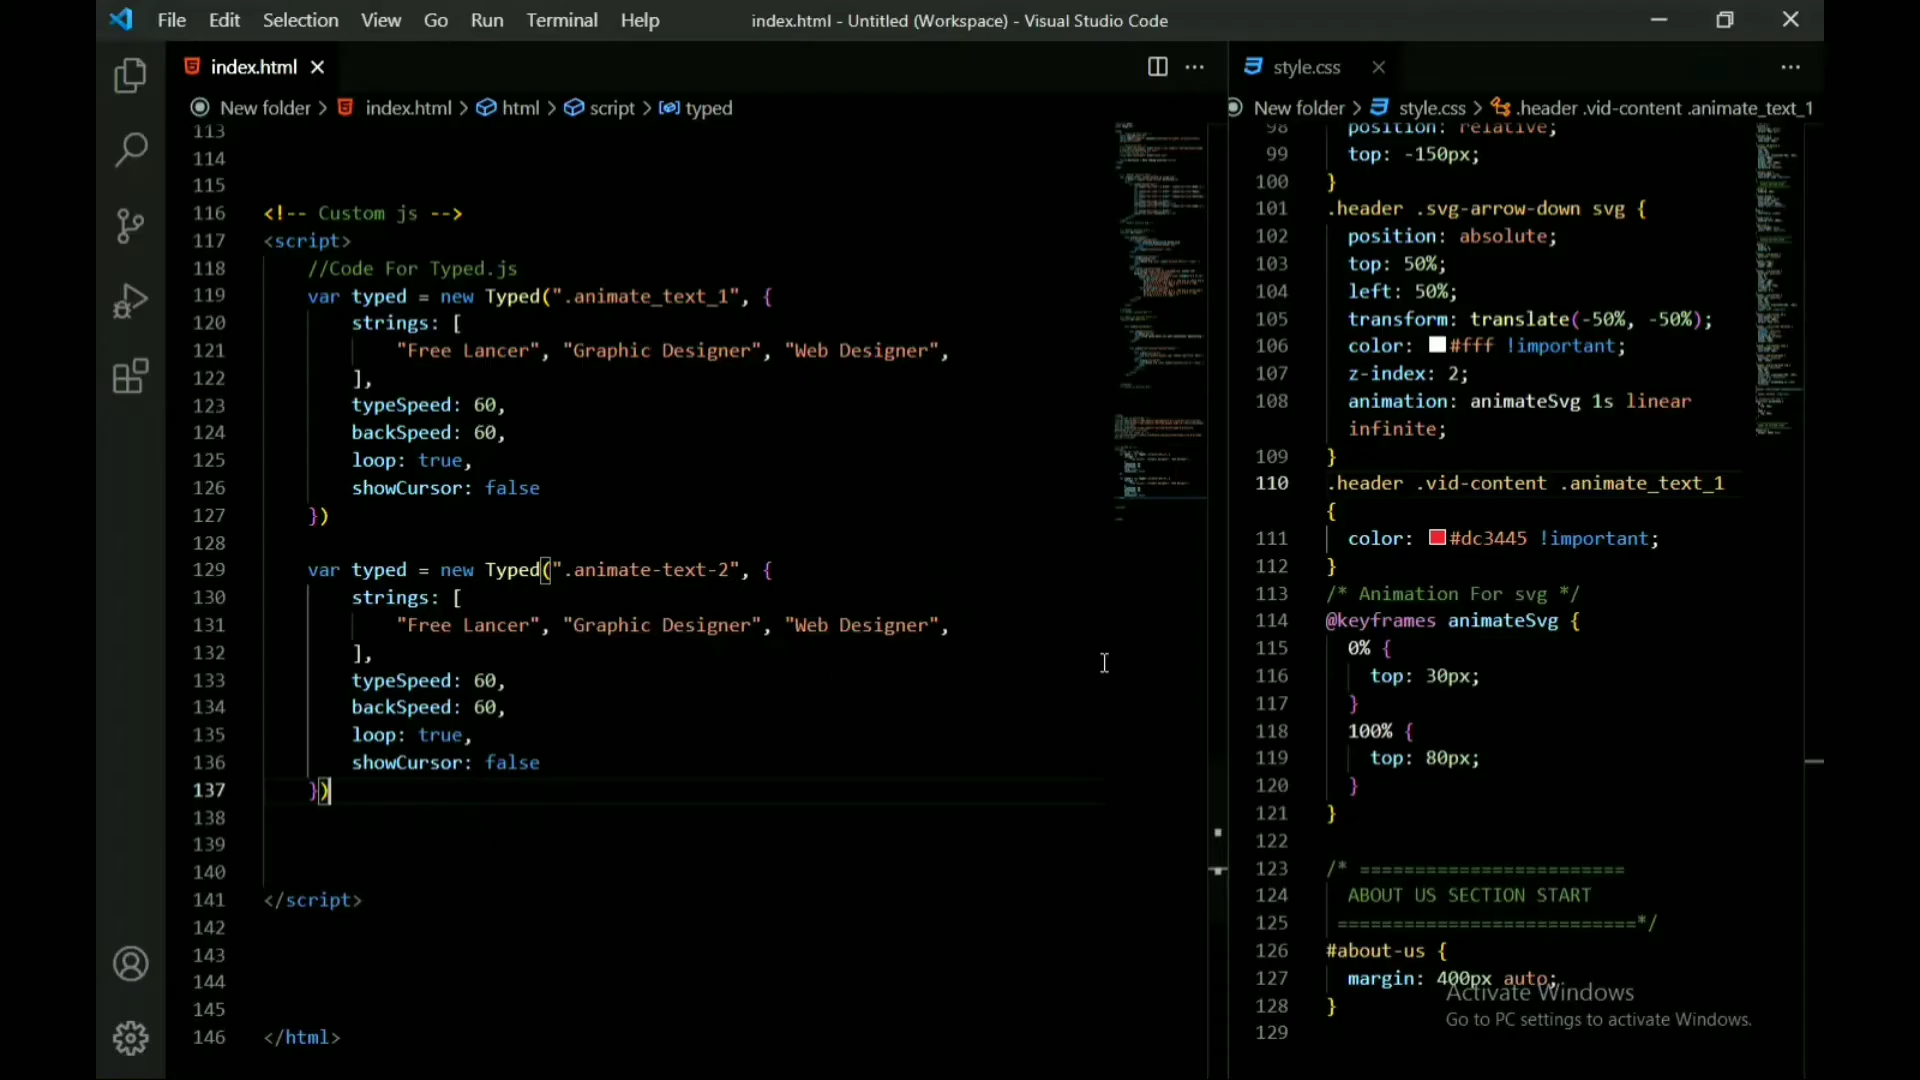 File Edit Selection View Go Run Terminal Help
index.html - Untitled (Workspace) - Visual Studio Code
index.html
New folder > index.html > html > script > typed
113
114
115
116 <!-- Custom js -->
117 <script>
118 //Code For Typed.js
119 var typed = new Typed(".animate_text_1", {
120 strings: [
121 "Free Lancer", "Graphic Designer", "Web Designer",
122 ],
123 typeSpeed: 60,
124 backSpeed: 60,
125 loop: true,
126 showCursor: false
127 })
128
129 var typed = new Typed(".animate-text-2", {
130 strings: [
131 "Free Lancer", "Graphic Designer", "Web Designer",
132 ],
133 typeSpeed: 60,
134 backSpeed: 60,
135 loop: true,
136 showCursor: false
137 })
138
139
140
141 </script>
142
143
144
145
146 </html>
style.css
New folder > style.css > .header .vid-content .animate_text_1
98 position: relative;
99 top: -150px;
100 }
101 .header .svg-arrow-down svg {
102 position: absolute;
103 top: 50%;
104 left: 50%;
105 transform: translate(-50%, -50%);
106 color: #fff !important;
107 z-index: 2;
108 animation: animateSvg 1s linear
infinite;
109 }
110 .header .vid-content .animate_text_1
{
111 color: #dc3445 !important;
112 }
113 /* Animation For svg */
114 @keyframes animateSvg {
115 0% {
116 top: 30px;
117 }
118 100% {
119 top: 80px;
120 }
121 }
122
123 /* ========================
124 ABOUT US SECTION START
125 ===========================*/
126 #about-us {
127 margin: 400px auto;
128 }
129
Activate Windows
Go to PC settings to activate Windows.